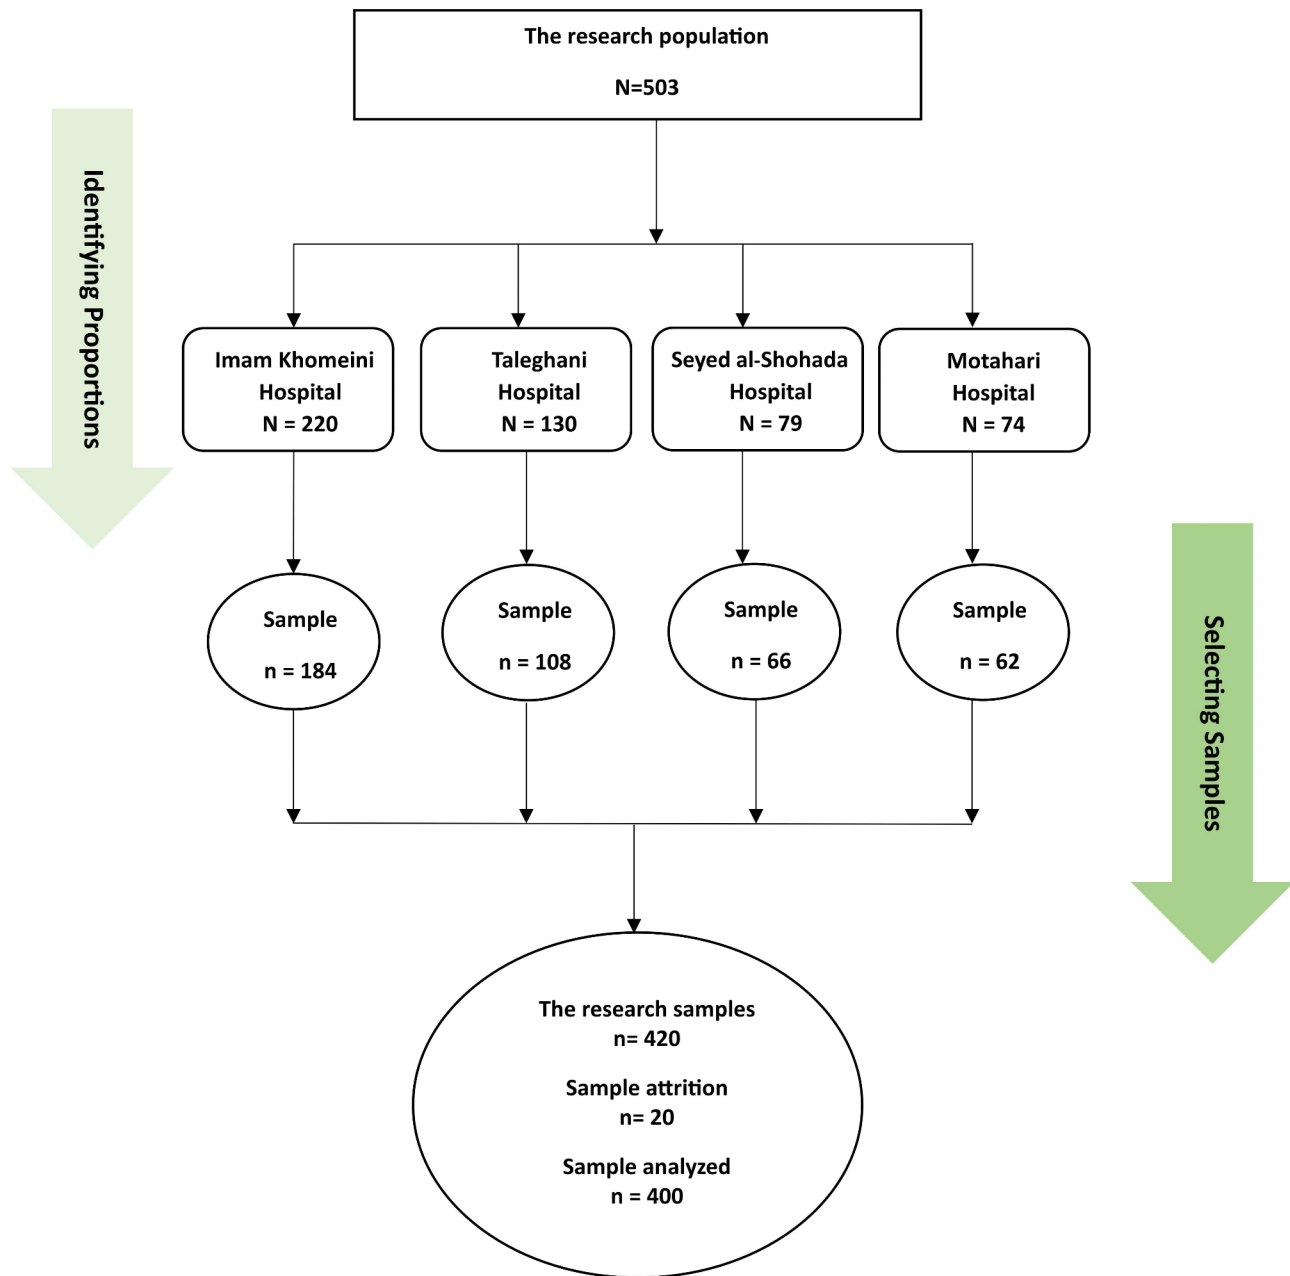 The research population
N=503
Identifying Proportions
Imam Khomeini
Hospital
N = 220
Taleghani
Hospital
N = 130
Seyed al-Shohada
Hospital
N = 79
Motahari
Hospital
N = 74
Sample
n = 184
Sample
n = 108
Sample
n = 66
Sample
n = 62
Selecting Samples
The research samples
n= 420
Sample attrition
n= 20
Sample analyzed
n = 400